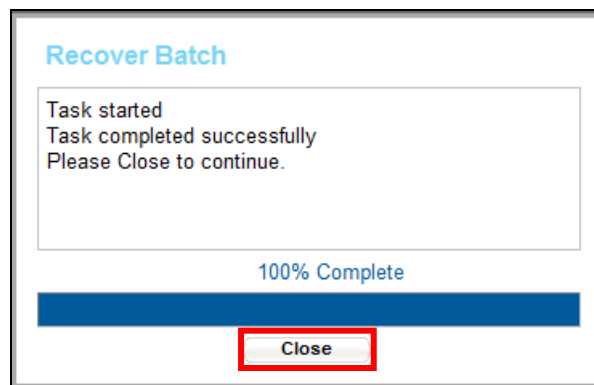 Recover Batch
Task started
Task completed successfully
Please Close to continue.
100% Complete
Close